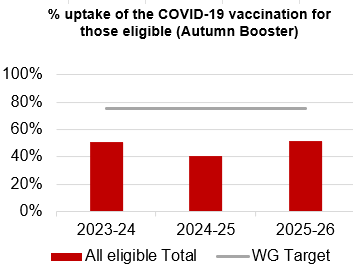 % uptake of the COVID-19 vaccination for
those eligible (Autumn Booster)
100%
80%
60%
40%
20%
0%
2023-24 2024-25 2025-26
All eligible Total WG Target